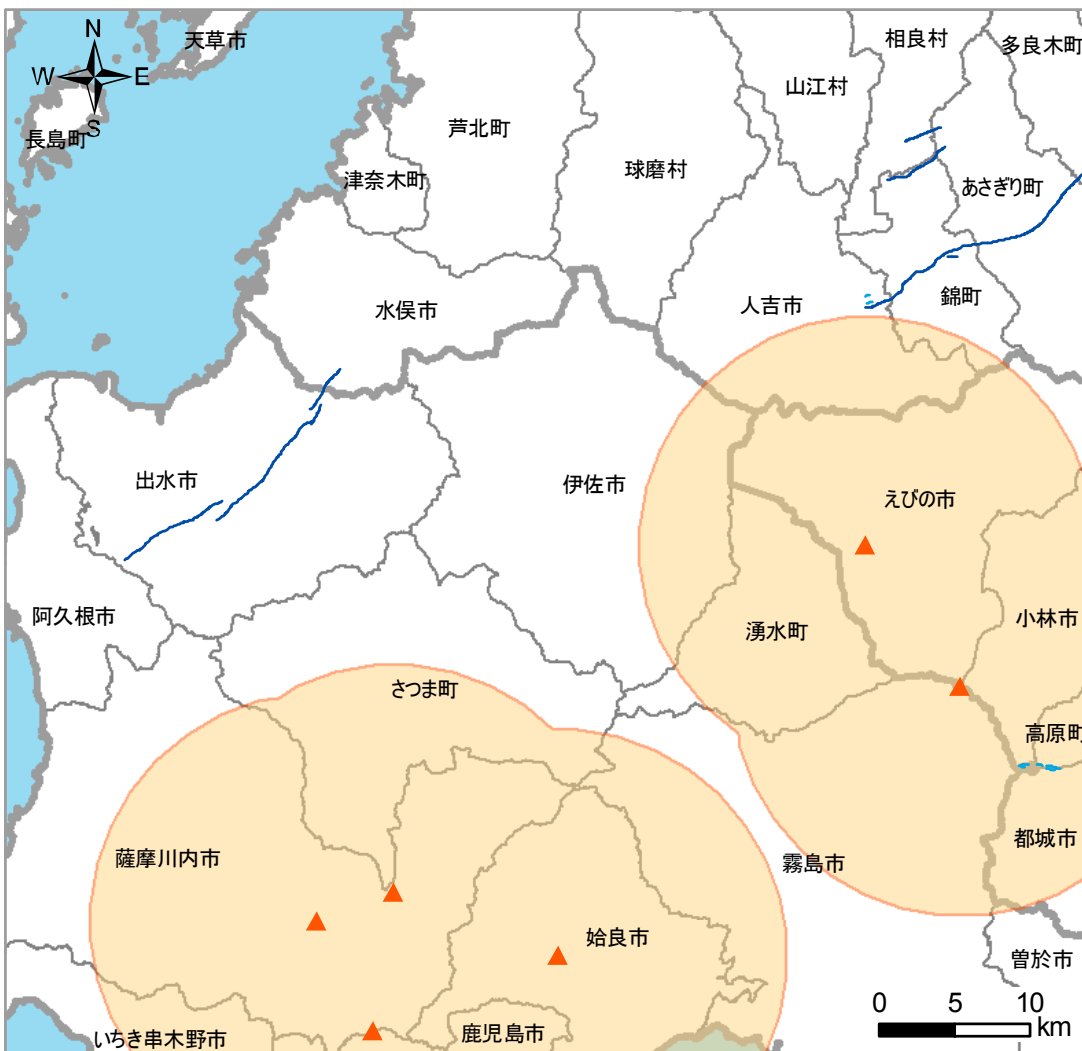 天草市
N
W
E
S
長島町
相良村
多良木町
山江村
芦北町
球磨村
津奈木町
あさぎり町
水俣市
人吉市
錦町
出水市
伊佐市
えびの市
阿久根市
湧水町
小林市
さつま町
高原町
薩摩川内市
霧島市
都城市
姶良市
曽於市
いちき串木野市
鹿児島市
0 5 10
km